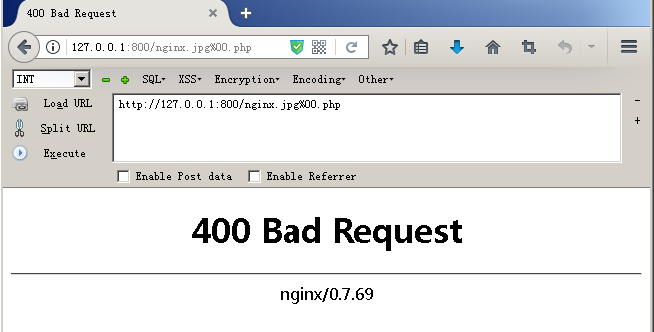 400 Bad Request
127.0.0.1:800/nginx.jpg%00.php
INT SQL XSS Encryption Encoding Other
Load URL http://127.0.0.1:800/nginx.jpg%00.php
Split URL
Execute
Enable Post data Enable Referrer
400 Bad Request
nginx/0.7.69